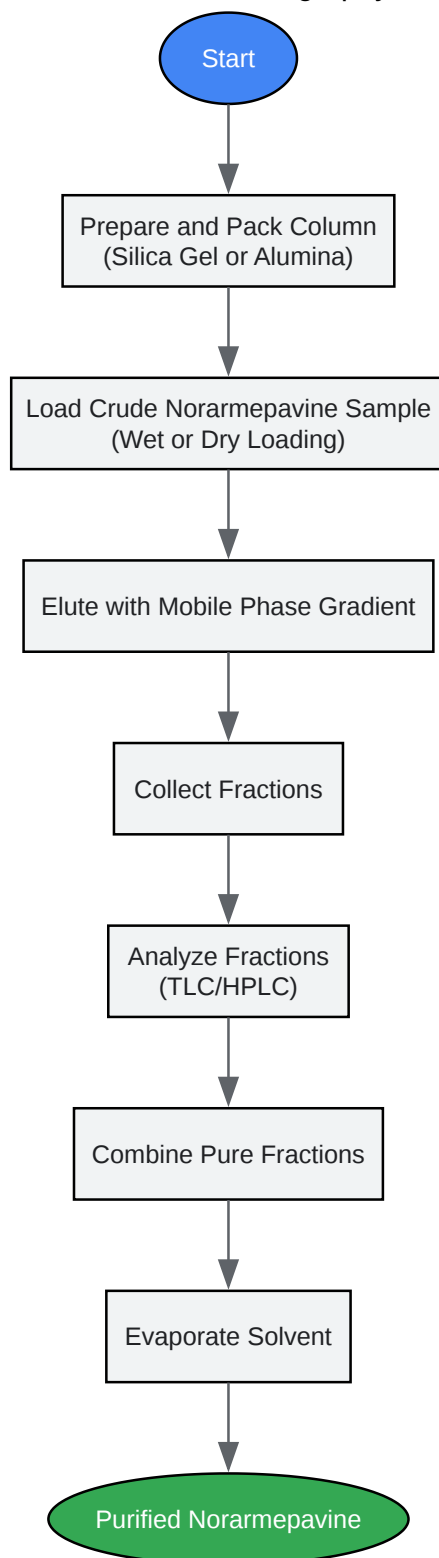 Start
Prepare and Pack Column
(Silica Gel or Alumina)
Load Crude Norarmepavine Sample
(Wet or Dry Loading)
Elute with Mobile Phase Gradient
Collect Fractions
Analyze Fractions
(TLC/HPLC)
Combine Pure Fractions
Evaporate Solvent
Purified Norarmepavine